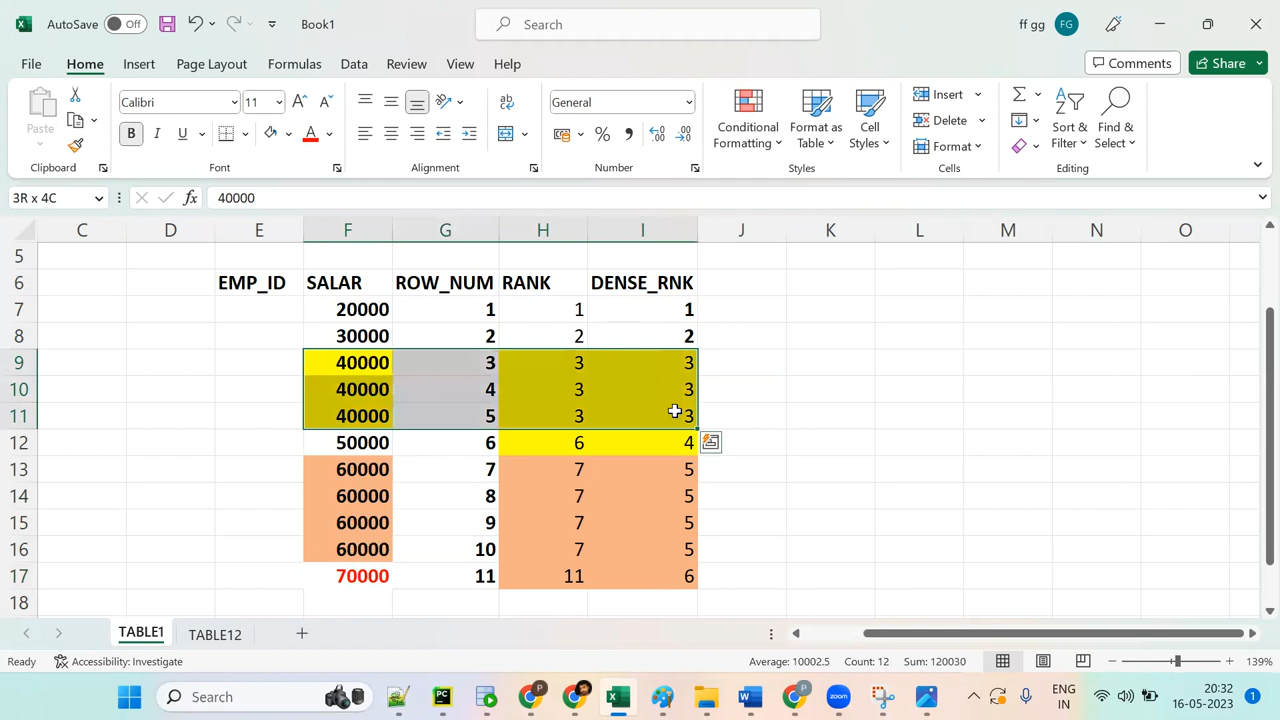 AutoSave Off Book1 Search ff gg FG
File Home Insert Page Layout Formulas Data Review View Help Comments Share
Paste Calibri 11 A A ab General Conditional Formatting Format as Table Cell Styles Insert Delete Format Sort & Filter Find & Select
B I U A % 
Clipboard Font Alignment Number Styles Cells Editing
3R x 4C fx 40000
C D E F G H I J K L M N O
5
6 EMP_ID SALAR ROW_NUM RANK DENSE_RNK
7 20000 1 1 1
8 30000 2 2 2
9 40000 3 3 3
10 40000 4 3 3
11 40000 5 3 3
12 50000 6 6 4
13 60000 7 7 5
14 60000 8 7 5
15 60000 9 7 5
16 60000 10 7 5
17 70000 11 11 6
18
TABLE1 TABLE12
Ready Accessibility: Investigate Average: 10002.5 Count: 12 Sum: 120030 139%
Search ENG IN 20:32 16-05-2023 1